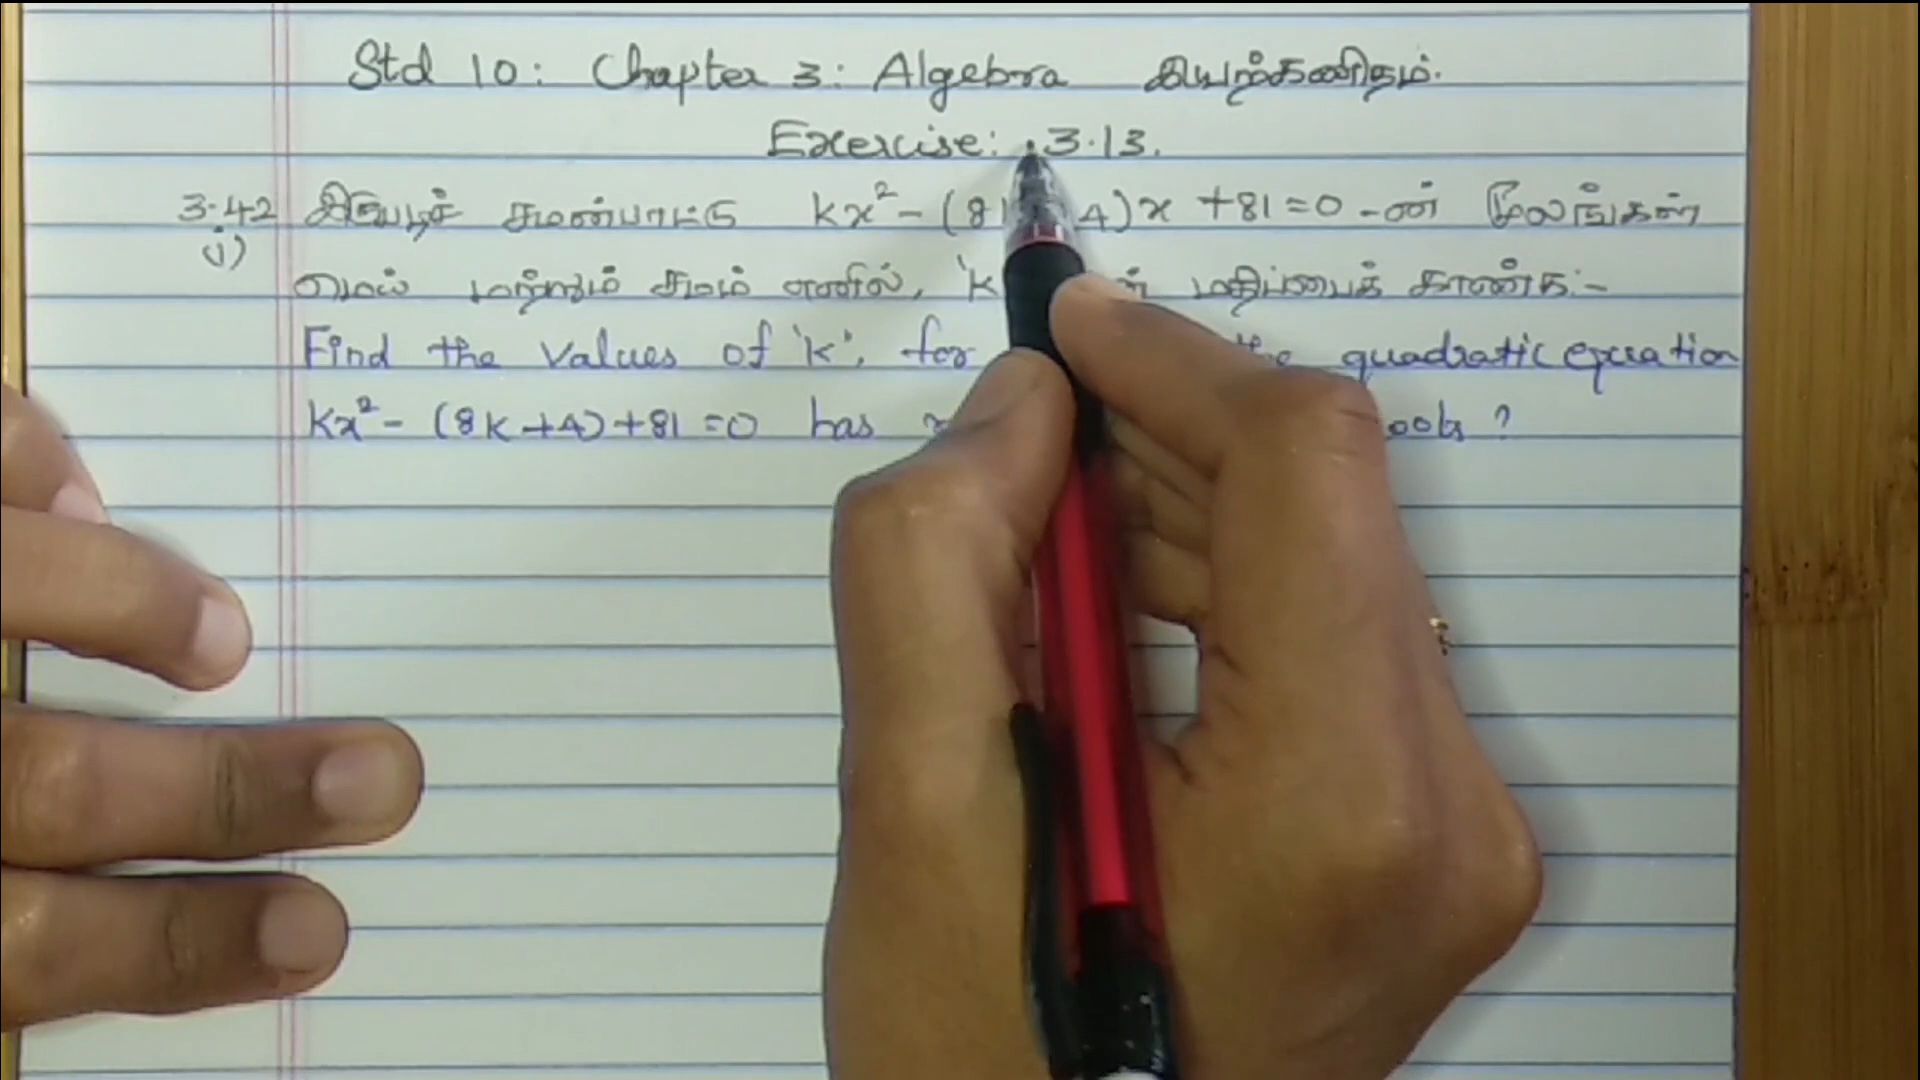 Std 10: Chapter 3: Algebra இயற்கணிதம்.
Exercise: 3.13.
3.42 இருபடிச் சமன்பாட்டு kx² - (8 4)x +81=0 -ன் மூலங்கள்
i) மெய் மற்றும் சமம் எனில், 'k மதிப்பைக் காண்க:-
Find the Values of 'k', for the quadratic equation
kx² - (8k+4)+81=0 has ?